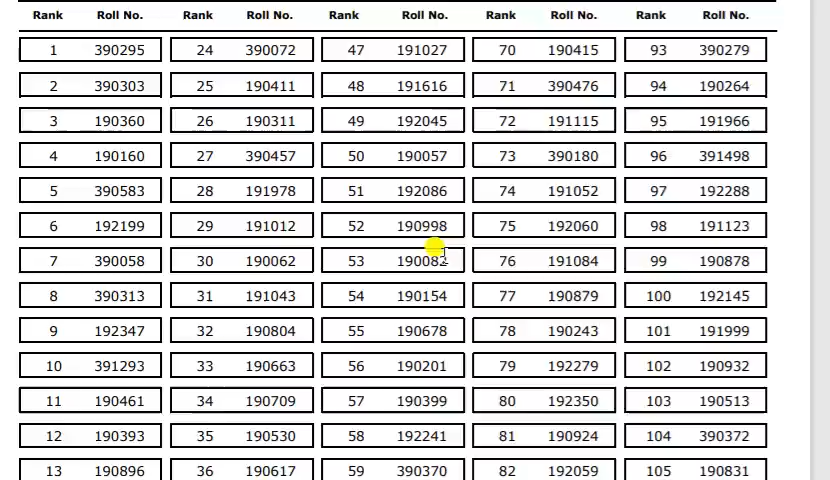 Rank Roll No. Rank Roll No. Rank Roll No. Rank Roll No. Rank Roll No.
1 390295 24 390072 47 191027 70 190415 93 390279
2 390303 25 190411 48 191616 71 390476 94 190264
3 190360 26 190311 49 192045 72 191115 95 191966
4 190160 27 390457 50 190057 73 390180 96 391498
5 390583 28 191978 51 192086 74 191052 97 192288
6 192199 29 191012 52 190998 75 192060 98 191123
7 390058 30 190062 53 190082 76 191084 99 190878
8 390313 31 191043 54 190154 77 190879 100 192145
9 192347 32 190804 55 190678 78 190243 101 191999
10 391293 33 190663 56 190201 79 192279 102 190932
11 190461 34 190709 57 190399 80 192350 103 190513
12 190393 35 190530 58 192241 81 190924 104 390372
13 190896 36 190617 59 390370 82 192059 105 190831